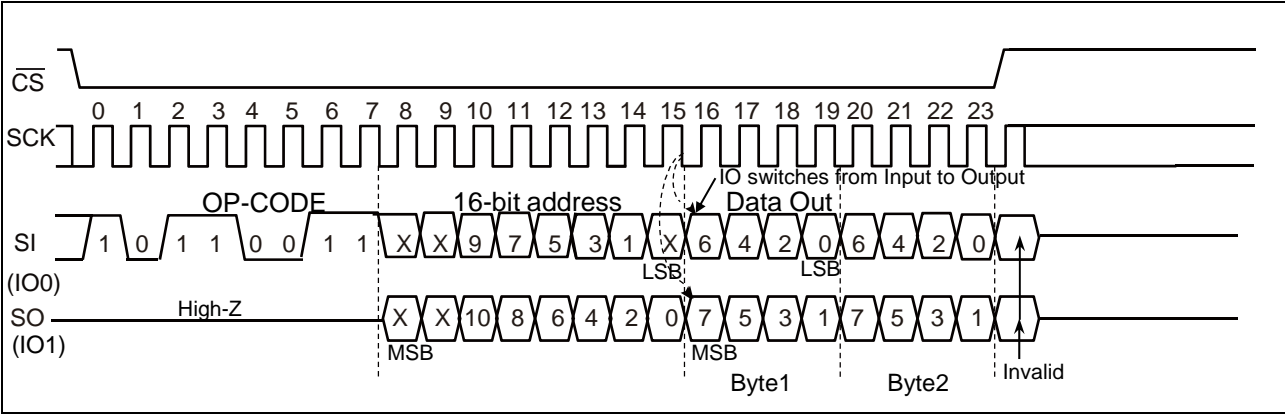 CS
0 1 2 3 4 5 6 7 8 9 10 11 12 13 14 15 16 17 18 19 20 21 22 23
SCK
IO switches from Input to Output
OP-CODE 16-bit address Data Out
SI 1 0 1 1 0 0 1 1 X X 9 7 5 3 1 X 6 4 2 0 6 4 2 0
LSB LSB
(IO0)
High-Z
SO X X 10 8 6 4 2 0 7 5 3 1 7 5 3 1
(IO1)
MSB MSB
Invalid
Byte1 Byte2